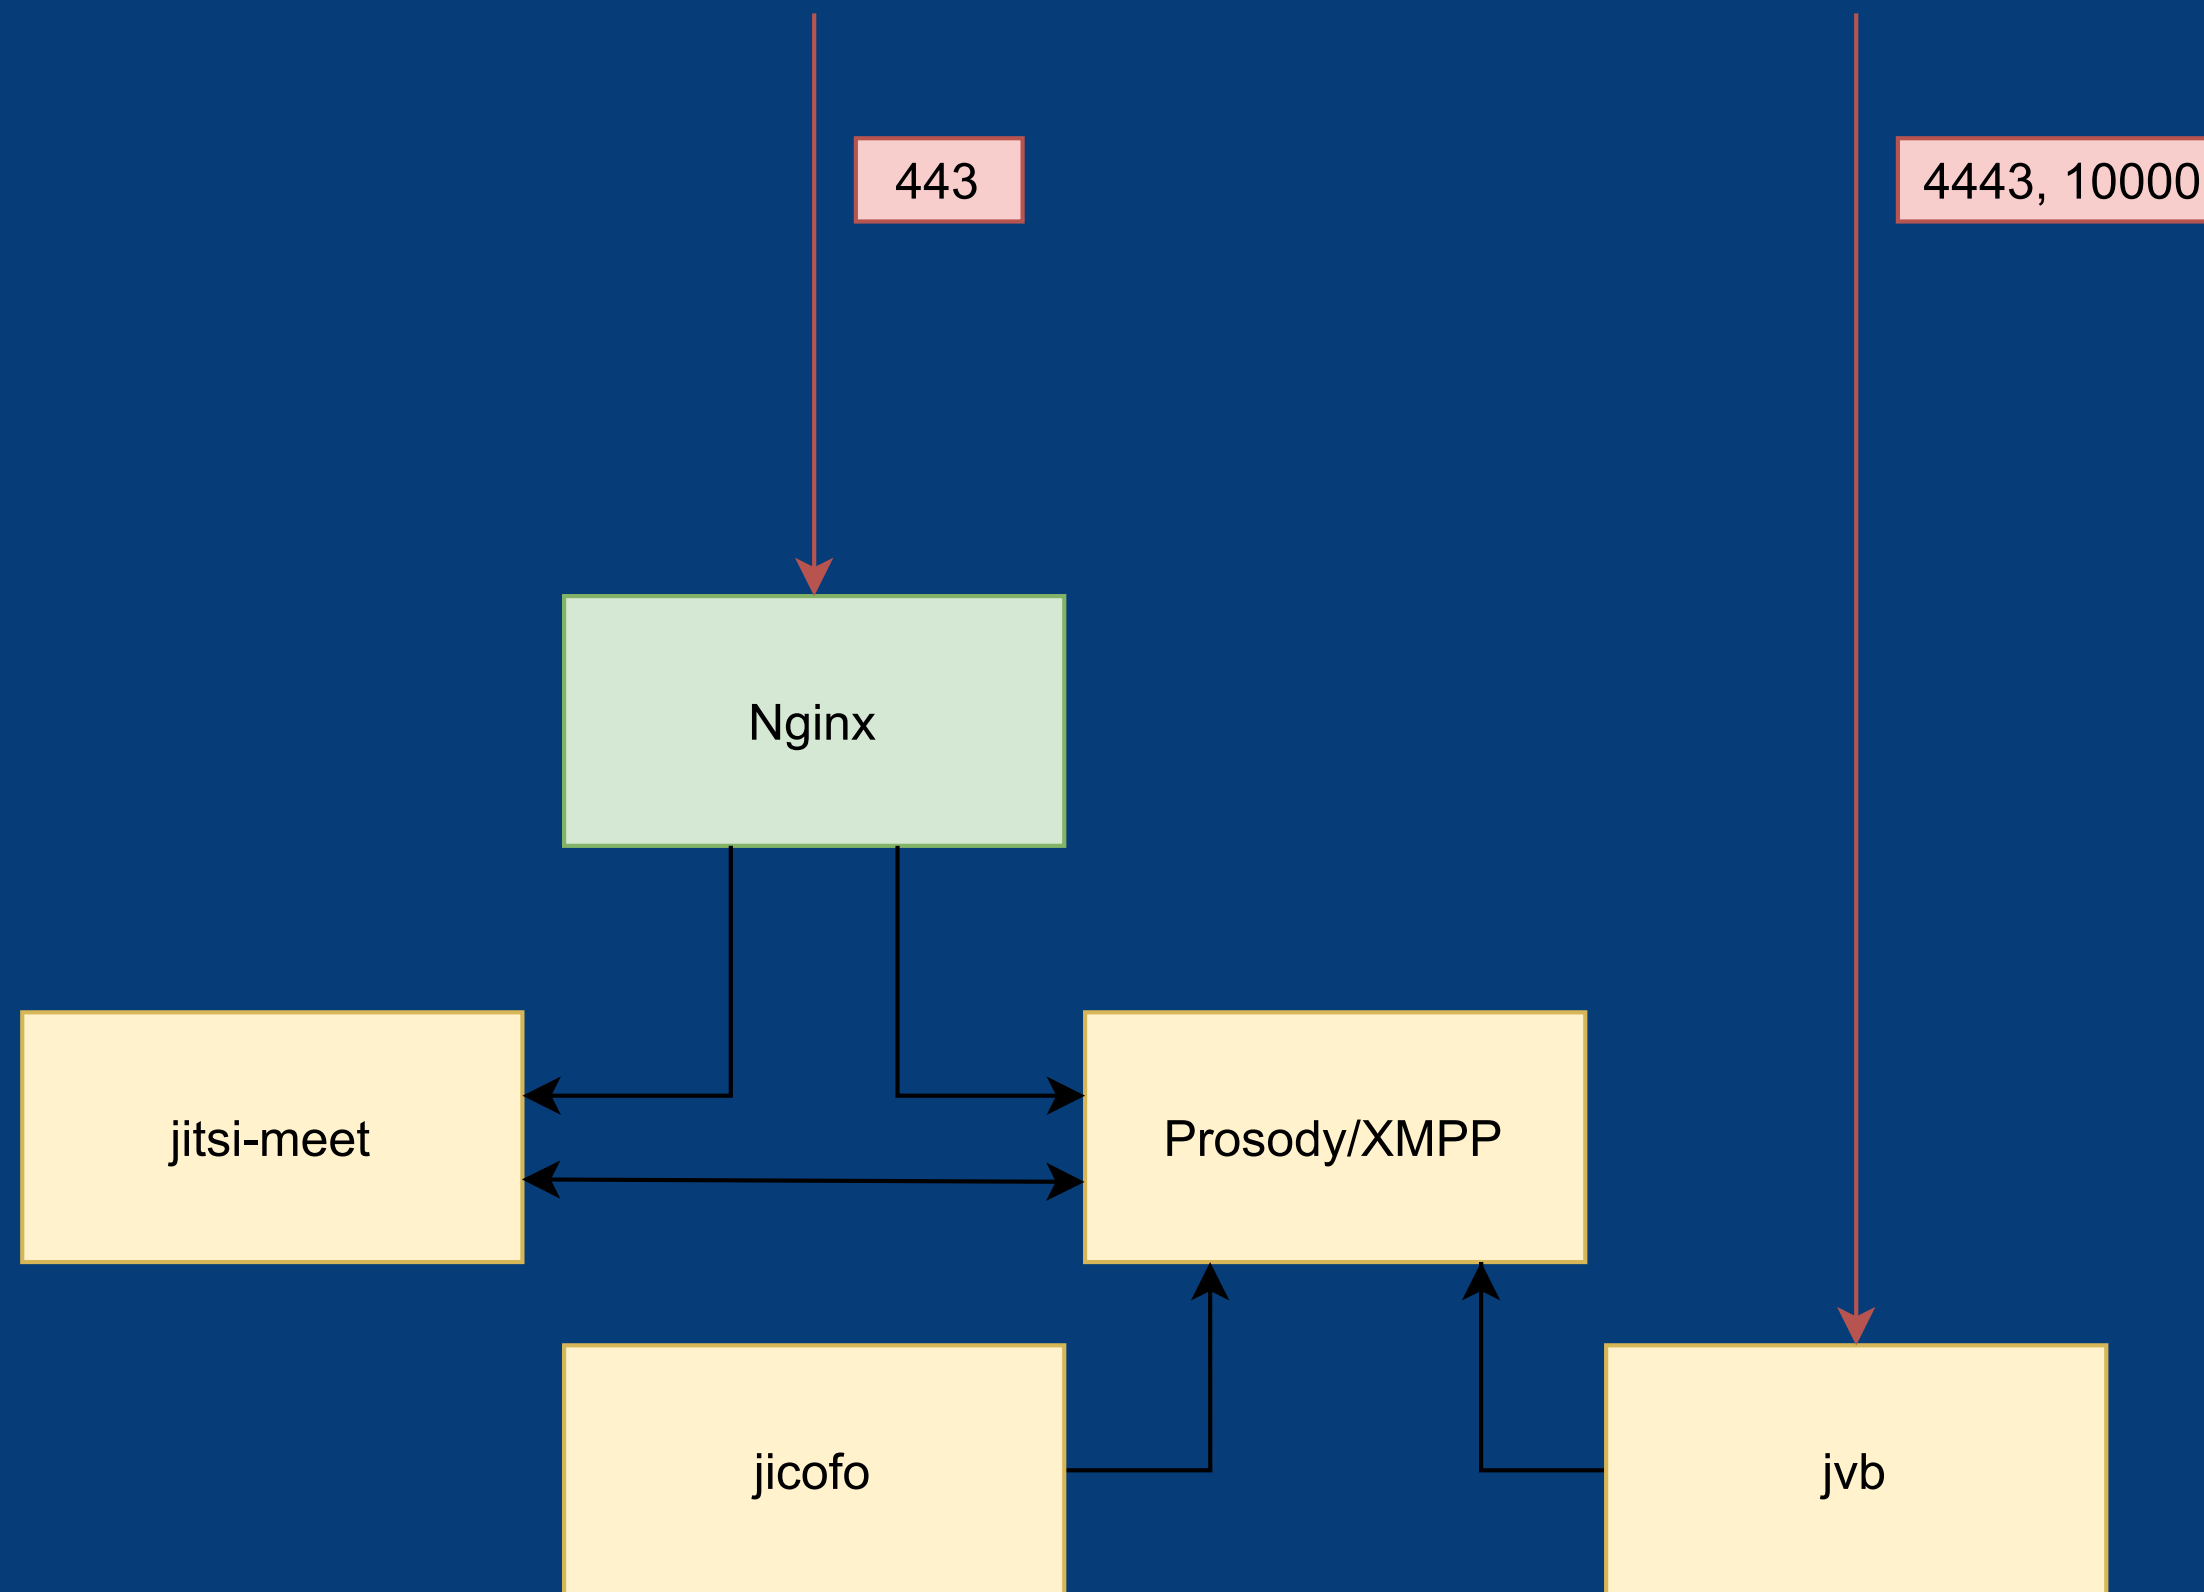 443
4443, 10000
Nginx
jitsi-meet
Prosody/XMPP
jicofo
jvb